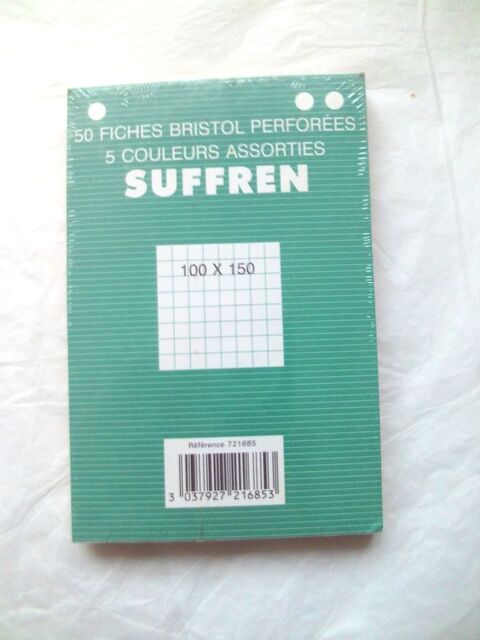 50 FICHES BRISTOL PERFORÉES
5 COULEURS ASSORTIES
SUFFREN
100 X 150
Référence 721685
3 037927 216853